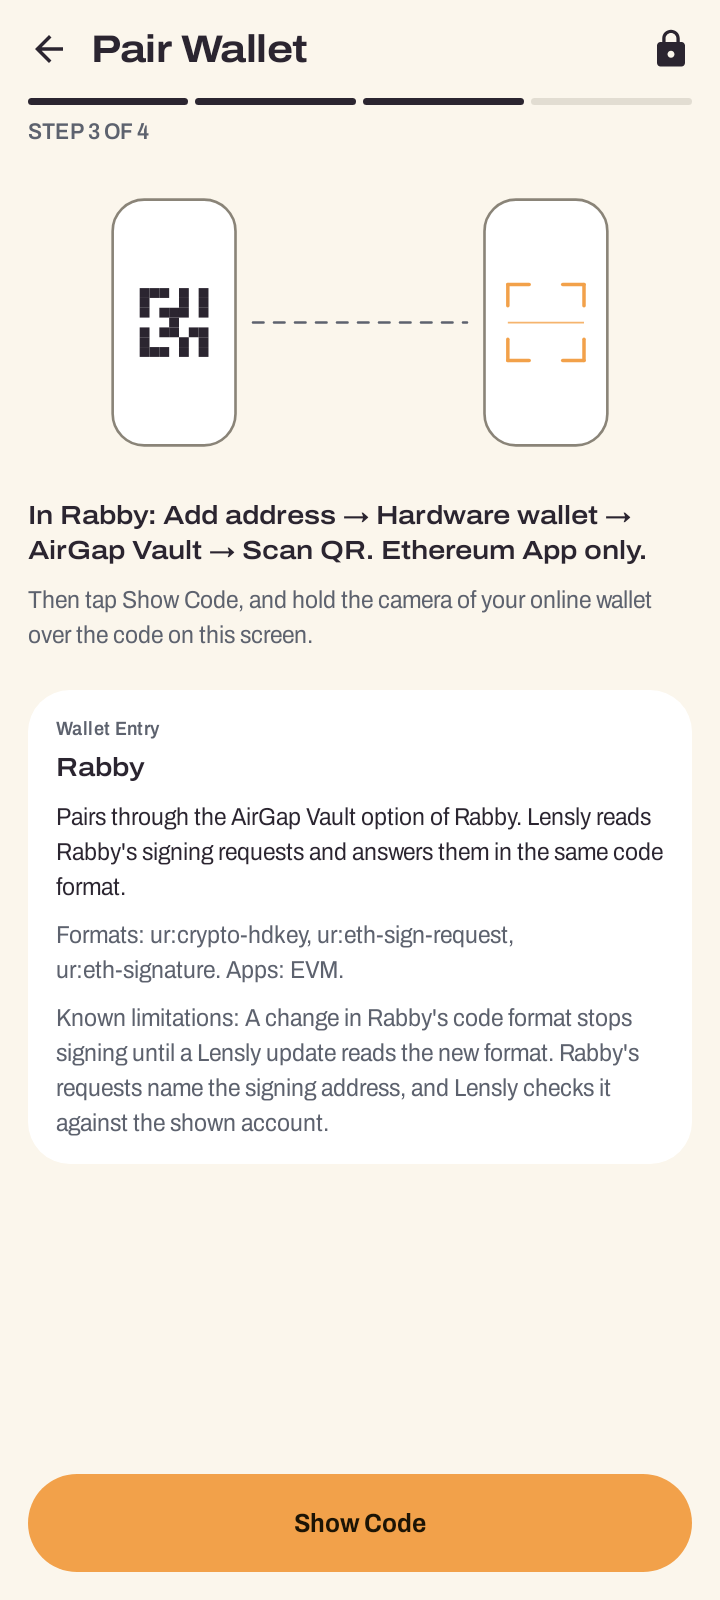 Pair Wallet
STEP 3 OF 4
In Rabby: Add address → Hardware wallet →
AirGap Vault → Scan QR. Ethereum App only.
Then tap Show Code, and hold the camera of your online wallet
over the code on this screen.
Wallet Entry
Rabby
Pairs through the AirGap Vault option of Rabby. Lensly reads
Rabby's signing requests and answers them in the same code
format.
Formats: ur:crypto-hdkey, ur:eth-sign-request,
ur:eth-signature. Apps: EVM.
Known limitations: A change in Rabby's code format stops
signing until a Lensly update reads the new format. Rabby's
requests name the signing address, and Lensly checks it
against the shown account.
Show Code